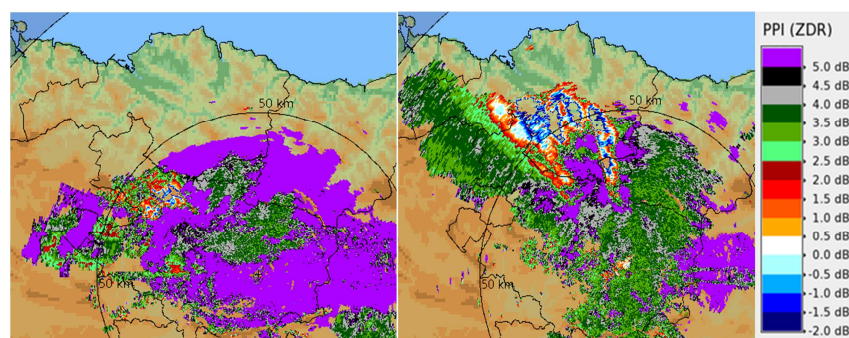 PPI (ZDR)
50 km
50 km
50 km
50 km
5.0 dB
4.5 dB
4.0 dB
3.5 dB
3.0 dB
2.5 dB
2.0 dB
1.5 dB
1.0 dB
0.5 dB
0.0 dB
-0.5 dB
-1.0 dB
-1.5 dB
-2.0 dB